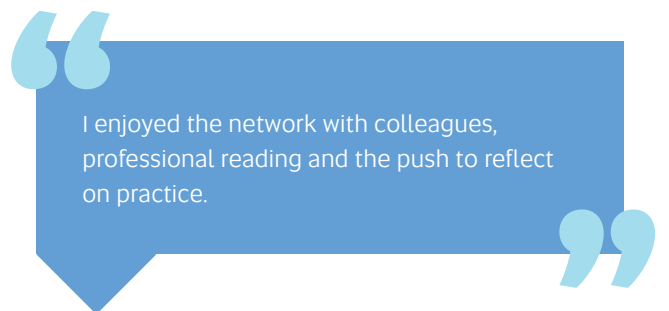 I enjoyed the network with colleagues,
professional reading and the push to reflect
on practice.